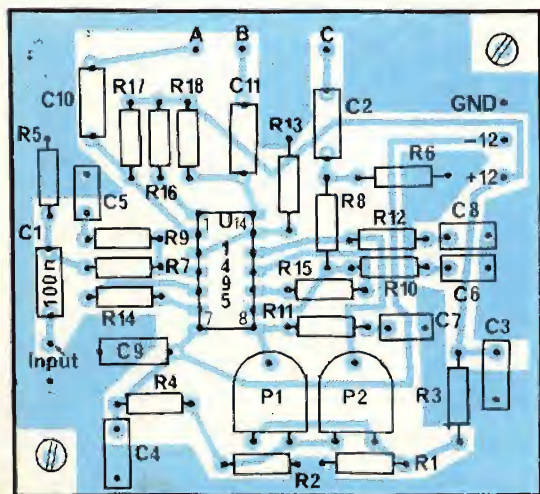 A B C
R17 R18 C11
C10 C2 GND
R13 −12
R5 R6
C5 R16 +12
C1 U 14 R8 R12 C8
1
R9 1
100n R7 4 R15 R10 C6
9
R14 5
7 8 R11 C7 C3
Input
C9
R4 P1 P2 R3
C4
R2 R1